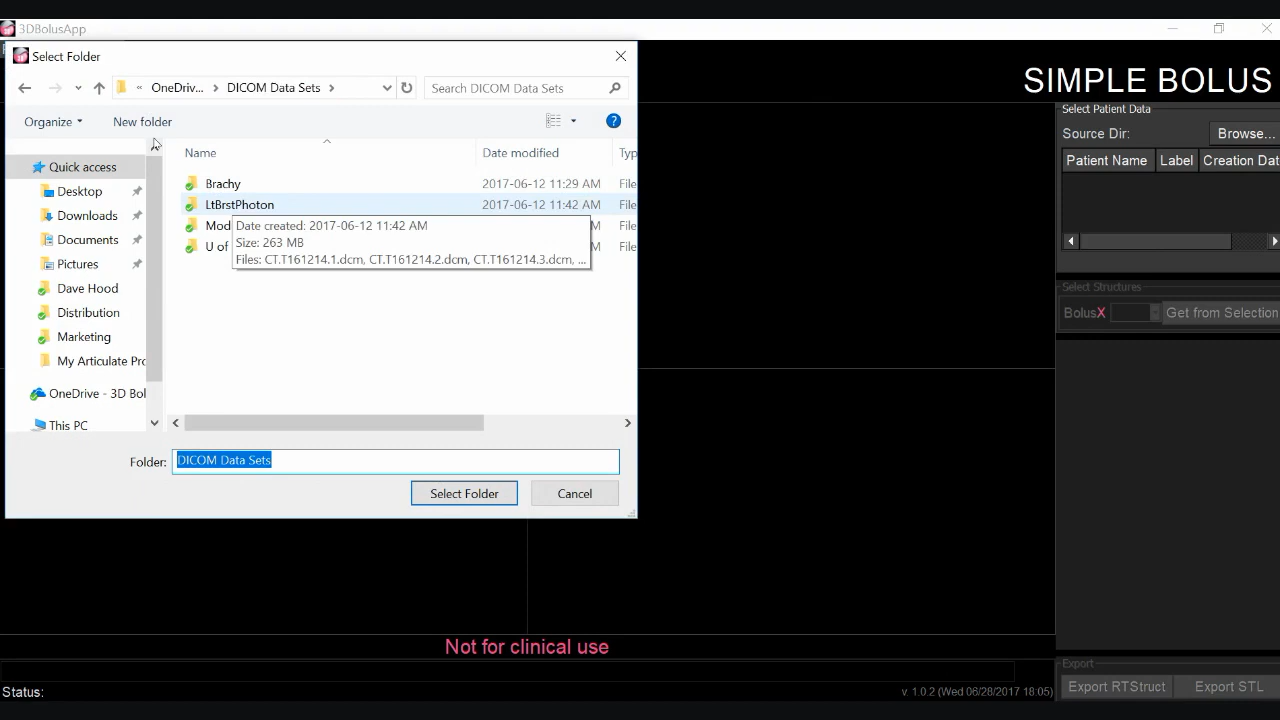 3DBolusApp
Select Folder
« OneDriv... > DICOM Data Sets >
Search DICOM Data Sets
SIMPLE BOLUS
Organize
New folder
?
Select Patient Data
Source Dir:
Browse...
Patient Name
Label
Creation Dat
Name
Date modified
Typ
Quick access
Desktop
Downloads
Documents
Pictures
Dave Hood
Distribution
Marketing
My Articulate Prc
OneDrive - 3D Bol
This PC
Brachy
2017-06-12 11:29 AM
File
LtBrstPhoton
2017-06-12 11:42 AM
File
Mod
M
File
U of
M
File
Date created: 2017-06-12 11:42 AM
Size: 263 MB
Files: CT.T161214.1.dcm, CT.T161214.2.dcm, CT.T161214.3.dcm, ...
Select Structures
BolusX
Get from Selection
Folder:
DICOM Data Sets
Select Folder
Cancel
Not for clinical use
Export
Export RTStruct
Export STL
Status:
v. 1.0.2 (Wed 06/28/2017 18:05)